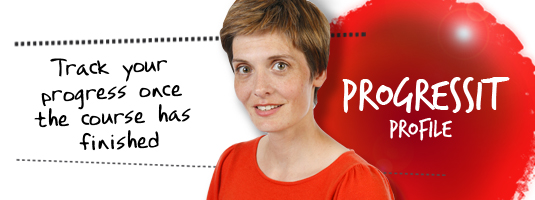 Track your
progress once
the course has
finished
PROGRESSIT
PROFILE